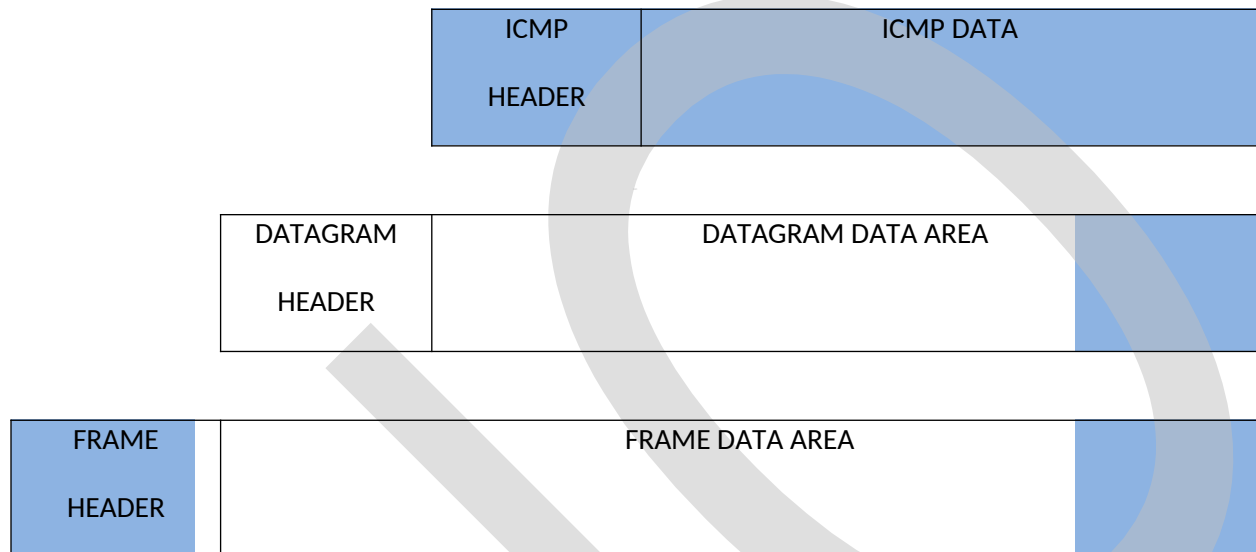 ICMP ICMP DATA
HEADER
DATAGRAM DATAGRAM DATA AREA
HEADER
FRAME FRAME DATA AREA
HEADER